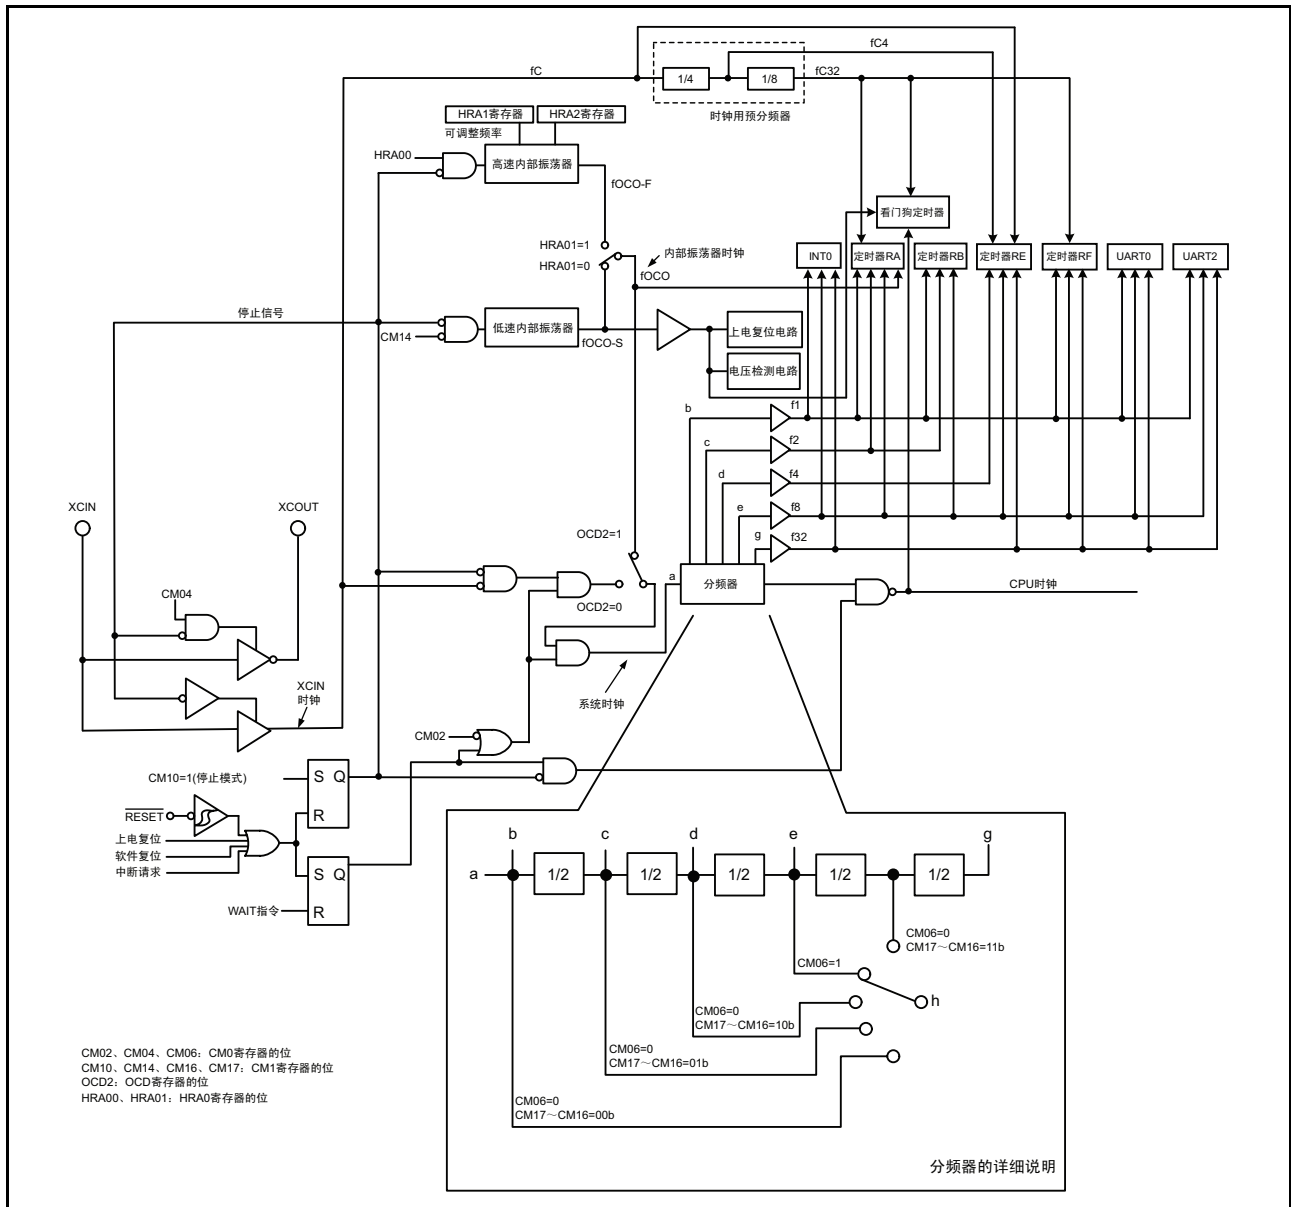 fC4
fC
1/4
1/8
fC32
时钟用预分频器
HRA1寄存器
HRA2寄存器
可调整频率
HRA00
高速内部振荡器
fOCO-F
看门狗定时器
HRA01=1
HRA01=0
内部振荡器时钟
fOCO
INT0
定时器RA
定时器RB
定时器RE
定时器RF
UART0
UART2
停止信号
CM14
低速内部振荡器
fOCO-S
上电复位电路
电压检测电路
b
f1
c
f2
d
f4
e
f8
g
f32
XCIN
XCOUT
OCD2=1
a
分频器
CPU时钟
OCD2=0
CM04
系统时钟
XCIN
时钟
CM02
CM10=1(停止模式)
S Q
R
RESET
上电复位
软件复位
中断请求
S Q
R
WAIT指令
b
c
d
e
g
a
1/2
1/2
1/2
1/2
1/2
CM06=0
CM17～CM16=11b
CM06=1
h
CM06=0
CM17～CM16=10b
CM06=0
CM17～CM16=01b
CM06=0
CM17～CM16=00b
分频器的详细说明
CM02、CM04、CM06：CM0寄存器的位
CM10、CM14、CM16、CM17：CM1寄存器的位
OCD2：OCD寄存器的位
HRA00、HRA01：HRA0寄存器的位